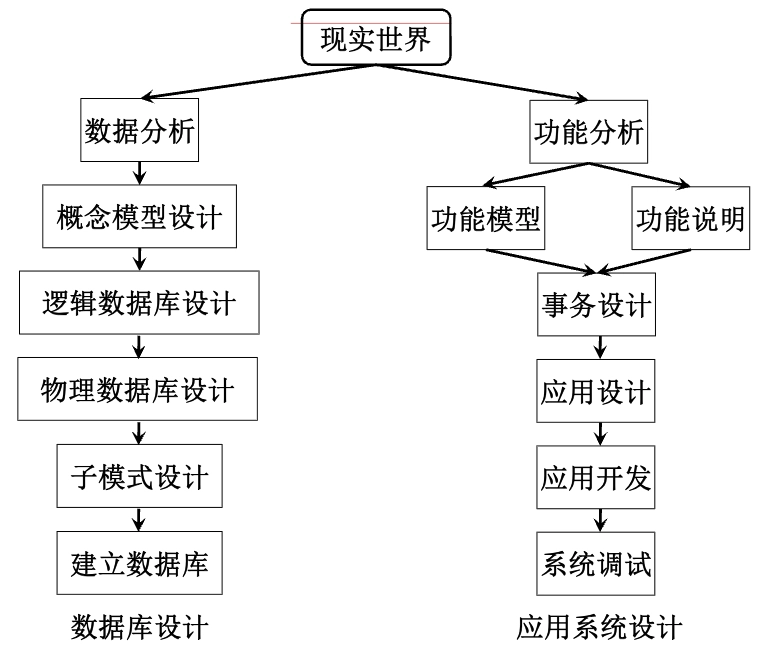 现实世界
数据分析
功能分析
概念模型设计
功能模型
功能说明
逻辑数据库设计
事务设计
物理数据库设计
应用设计
子模式设计
应用开发
建立数据库
系统调试
数据库设计
应用系统设计